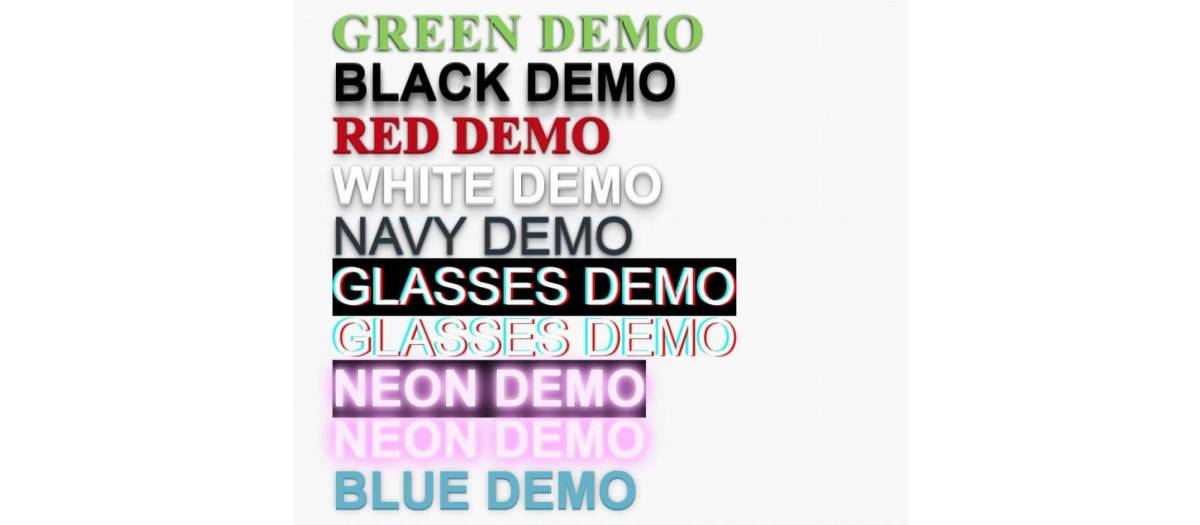 GREEN DEMO
BLACK DEMO
RED DEMO
WHITE DEMO
NAVY DEMO
GLASSES DEMO
GLASSES DEMO
NEON DEMO
NEON DEMO
BLUE DEMO